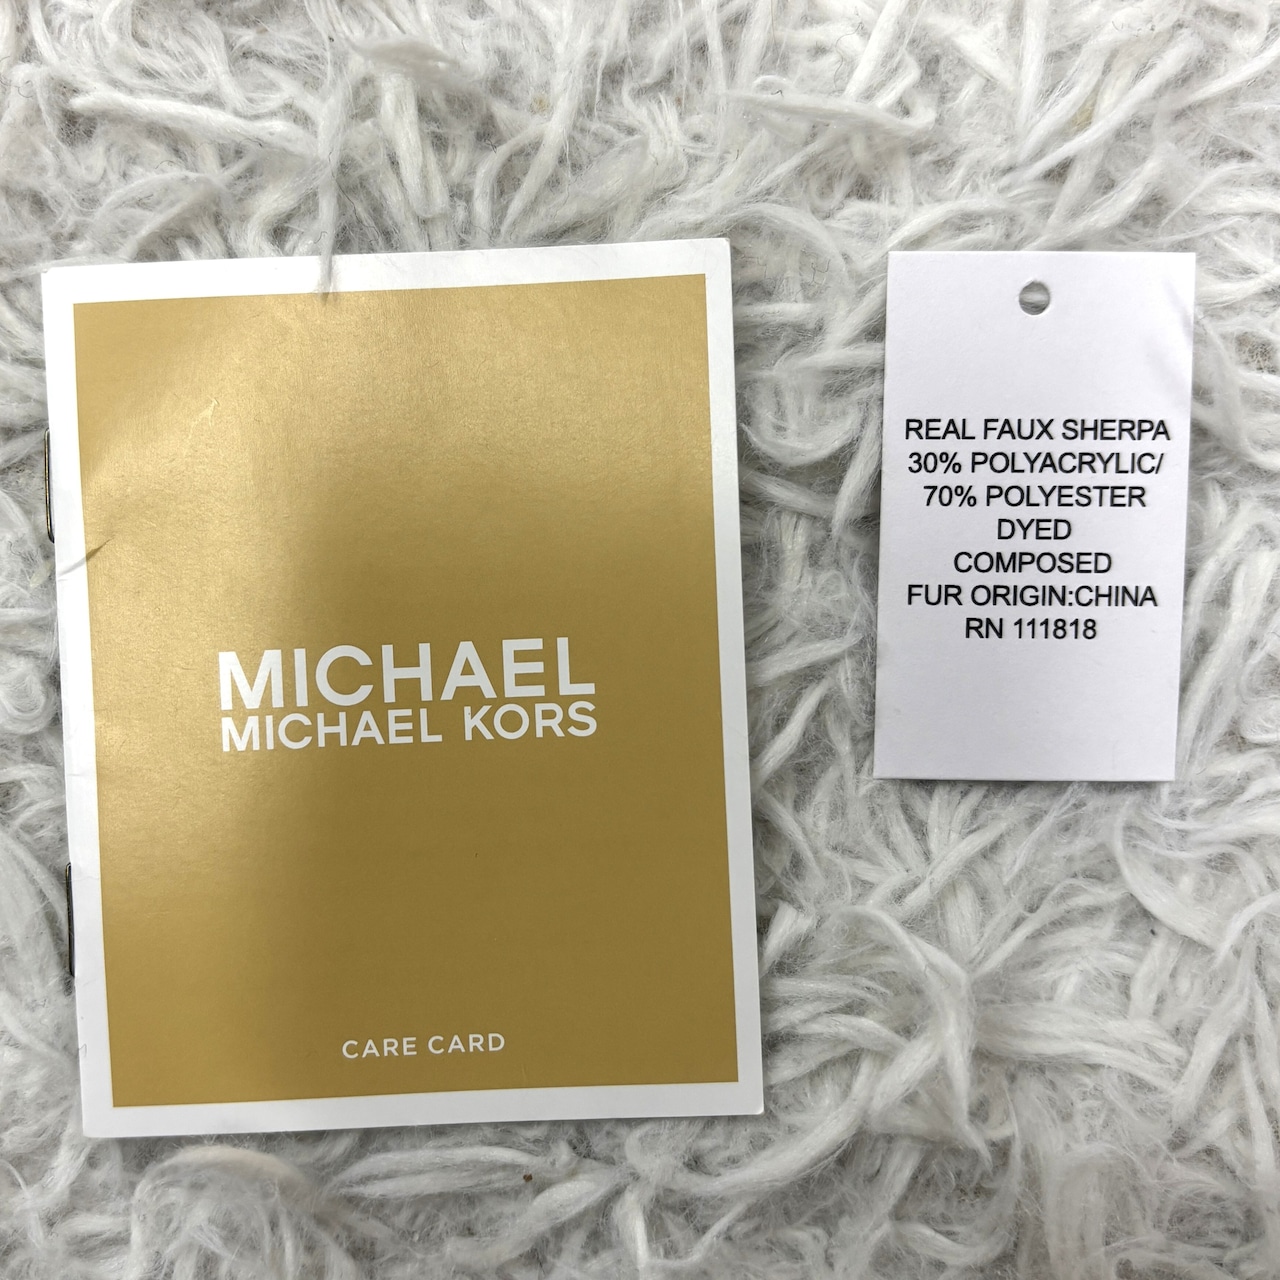 MICHAEL
MICHAEL KORS
CARE CARD
REAL FAUX SHERPA
30% POLYACRYLIC/
70% POLYESTER
DYED
COMPOSED
FUR ORIGIN:CHINA
RN 111818